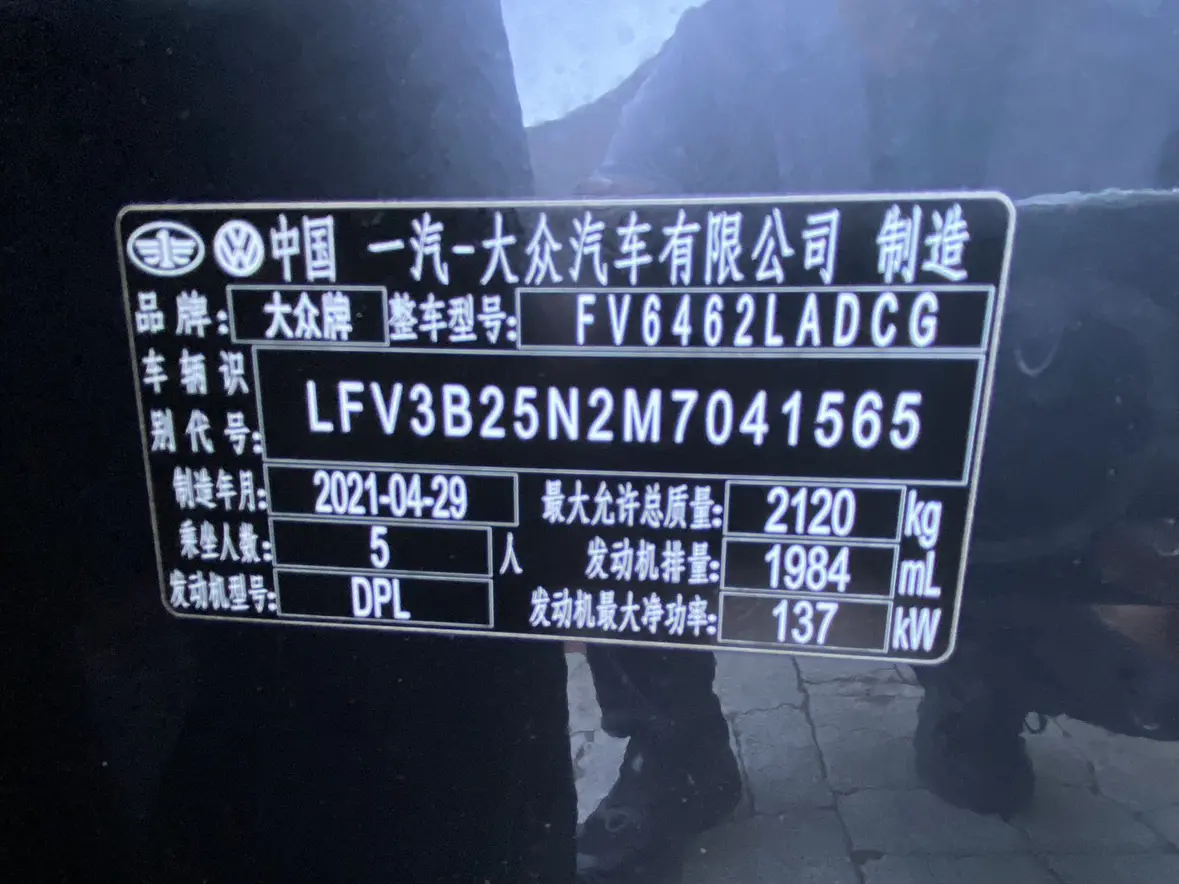 中国 一汽-大众汽车有限公司 制造
品牌: 大众牌 整车型号: FV6462LADCG
车辆识别代号: LFV3B25N2M7041565
制造年月: 2021-04-29 最大允许总质量: 2120 kg
乘坐人数: 5 人 发动机排量: 1984 mL
发动机型号: DPL 发动机最大净功率: 137 kW